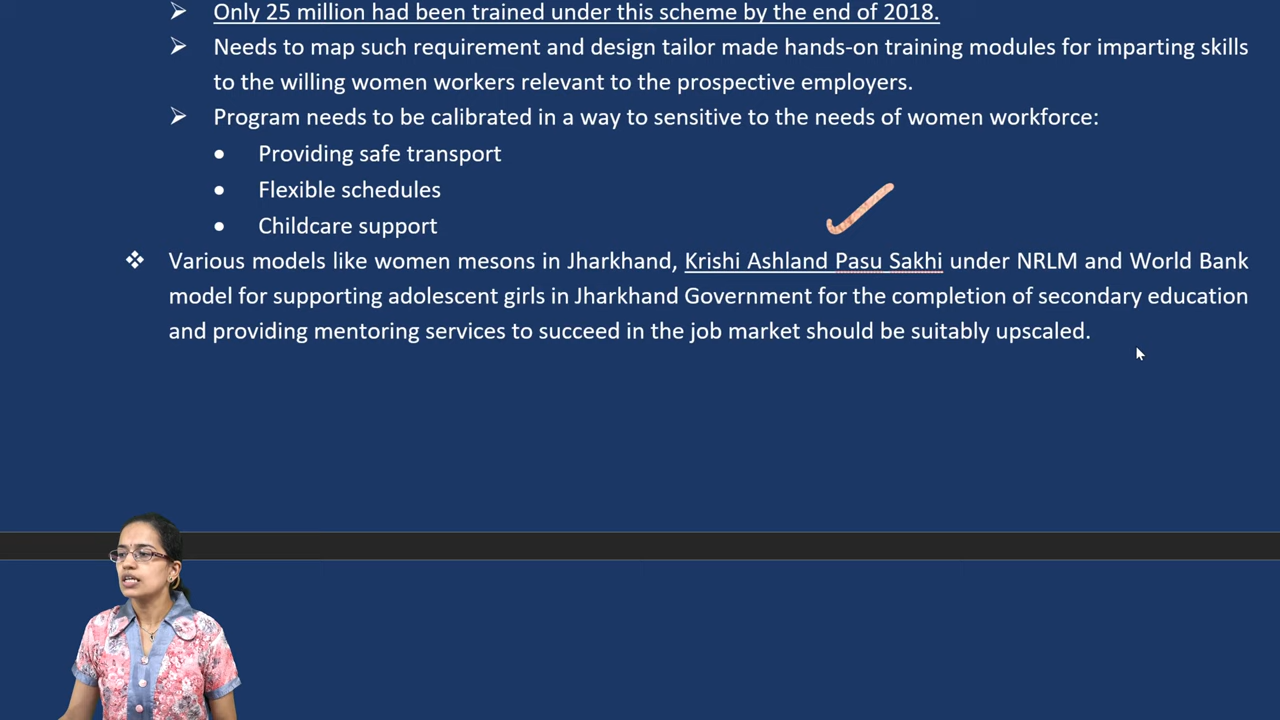 ➢ Only 25 million had been trained under this scheme by the end of 2018.
➢ Needs to map such requirement and design tailor made hands-on training modules for imparting skills
to the willing women workers relevant to the prospective employers.
➢ Program needs to be calibrated in a way to sensitive to the needs of women workforce:
• Providing safe transport
• Flexible schedules
• Childcare support
❖ Various models like women mesons in Jharkhand, Krishi Ashland Pasu Sakhi under NRLM and World Bank
model for supporting adolescent girls in Jharkhand Government for the completion of secondary education
and providing mentoring services to succeed in the job market should be suitably upscaled.